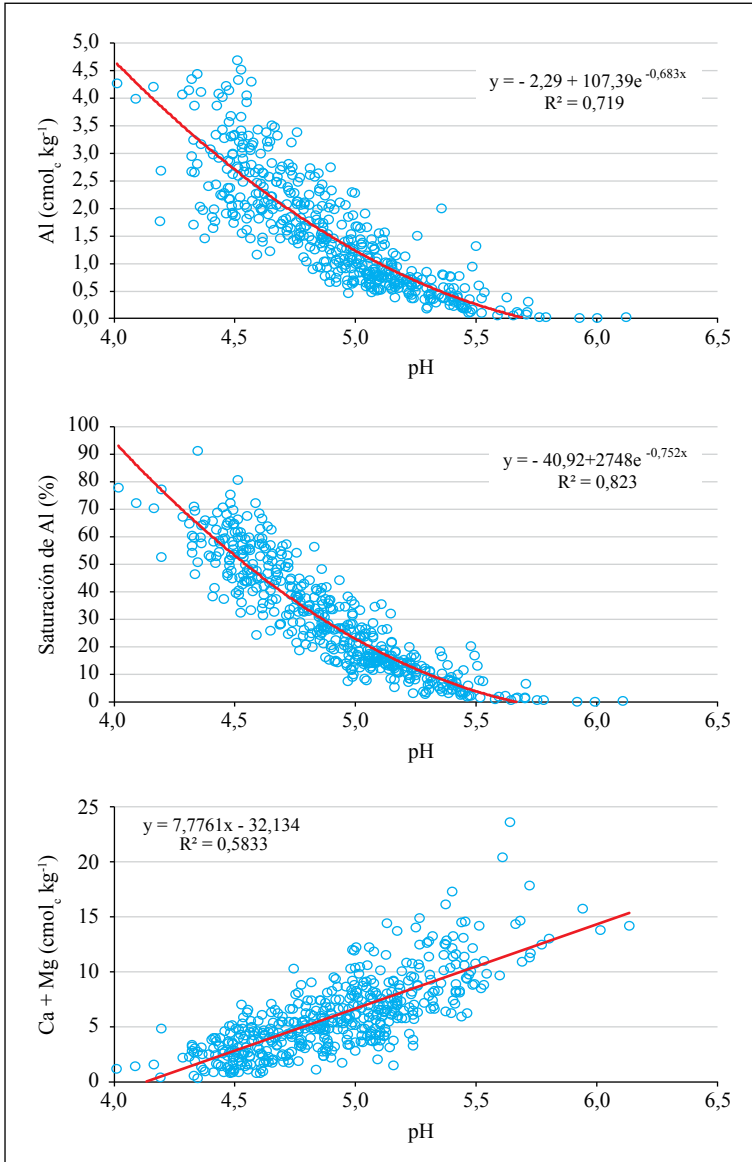 5,0
4,5
4,0
3,5
3,0
2,5
2,0
1,5
1,0
0,5
0,0
Al (cmol_c kg⁻¹)
y = - 2,29 + 107,39e ^-0,683x
R² = 0,719
4,0 4,5 5,0 5,5 6,0 6,5
pH
100
90
80
70
60
50
40
30
20
10
0
Saturación de Al (%)
y = - 40,92+2748e ^-0,752x
R² = 0,823
4,0 4,5 5,0 5,5 6,0 6,5
pH
25
20
15
10
5
0
Ca + Mg (cmol_c kg⁻¹)
y = 7,7761x - 32,134
R² = 0,5833
4,0 4,5 5,0 5,5 6,0 6,5
pH